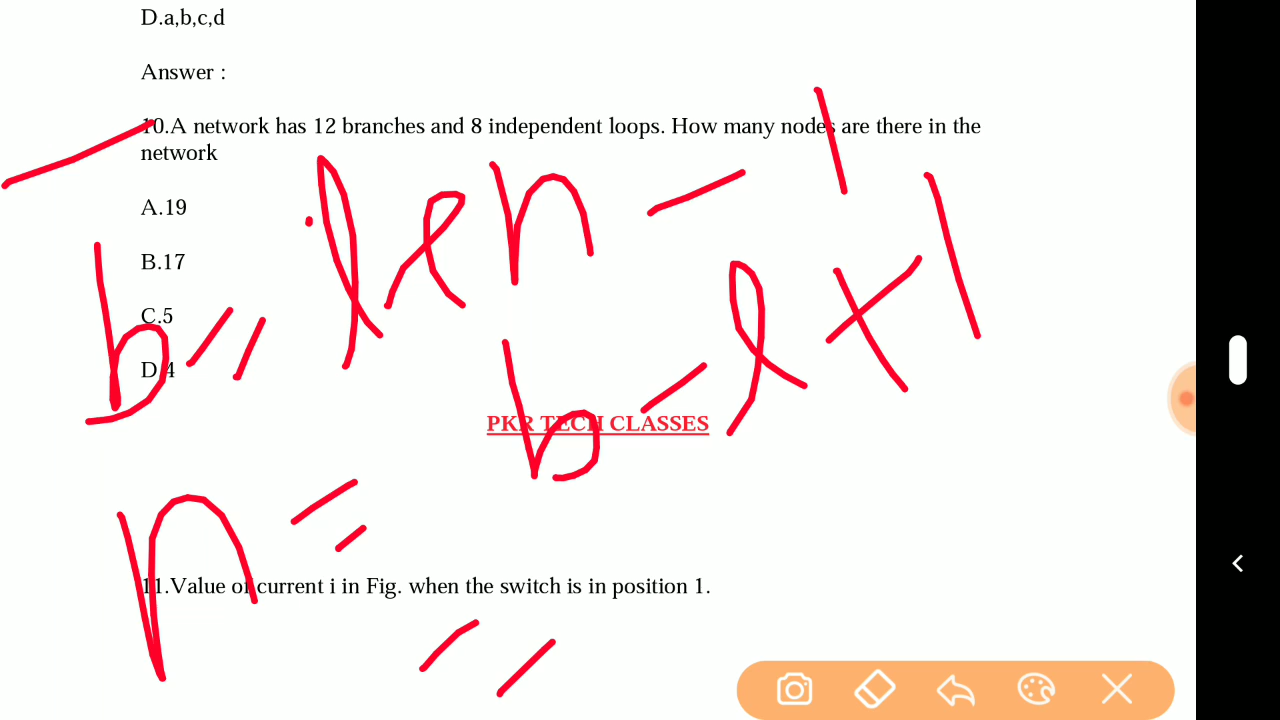 D.a,b,c,d
Answer :
10.A network has 12 branches and 8 independent loops. How many nodes are there in the
network
A.19
B.17
C.5
D.4
b = l+n - 1
b - l + 1
PKR TECH CLASSES
n =
11.Value of current i in Fig. when the switch is in position 1.
=